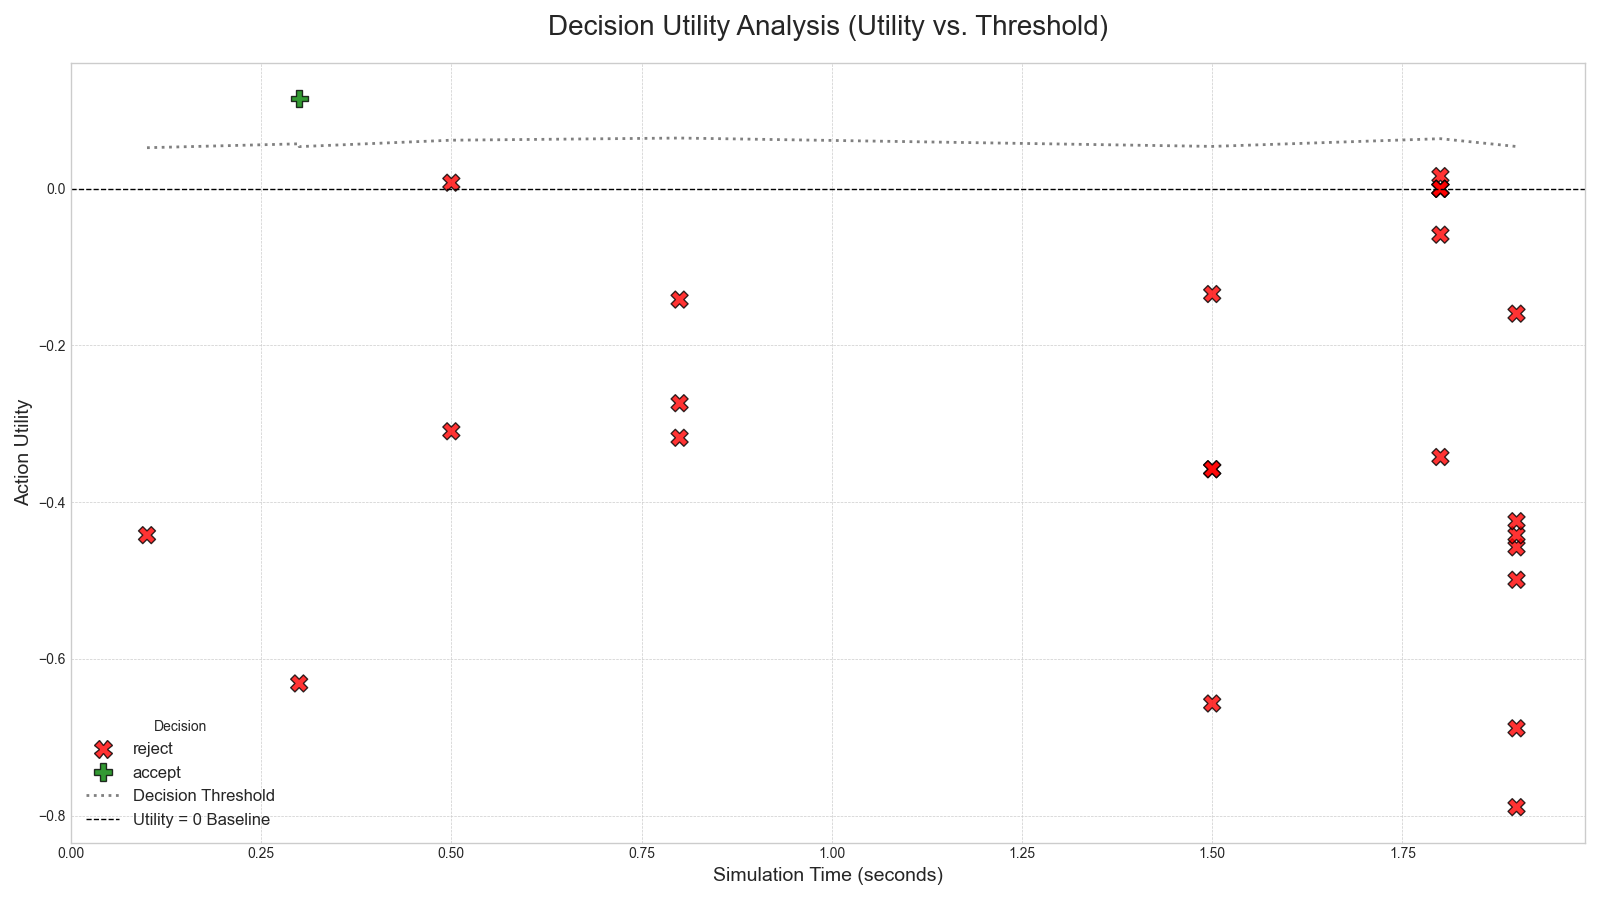 Decision Utility Analysis (Utility vs. Threshold)
Action Utility
0.0
−0.2
−0.4
−0.6
−0.8
Decision
reject
accept
Decision Threshold
Utility = 0 Baseline
0.00 0.25 0.50 0.75 1.00 1.25 1.50 1.75
Simulation Time (seconds)